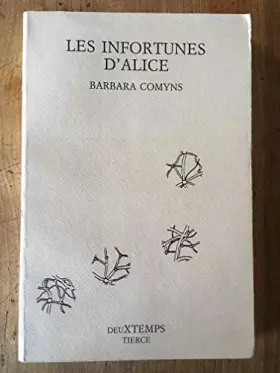 LES INFORTUNES
D'ALICE
BARBARA COMYNS
DEUXTEMPS
TIERCE